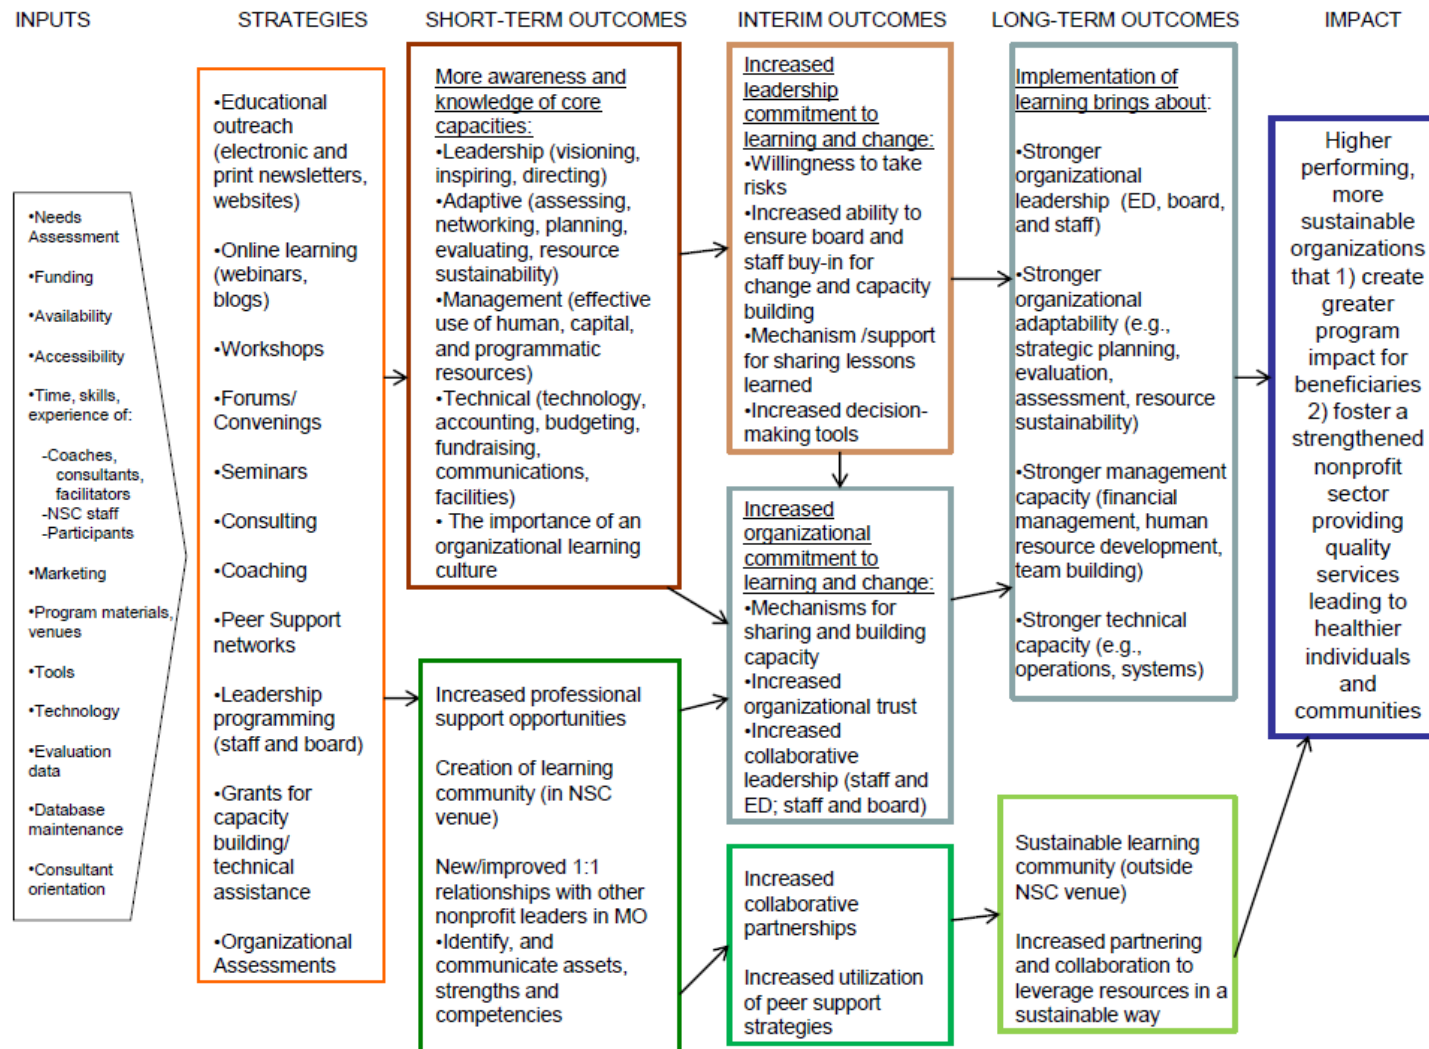 INPUTS
STRATEGIES
SHORT-TERM OUTCOMES
INTERIM OUTCOMES
LONG-TERM OUTCOMES
IMPACT
•Needs
Assessment
•Funding
•Availability
•Accessibility
•Time, skills,
experience of:
-Coaches,
consultants,
facilitators
-NSC staff
-Participants
•Marketing
•Program materials,
venues
•Tools
•Technology
•Evaluation
data
•Database
maintenance
•Consultant
orientation
•Educational
outreach
(electronic and
print newsletters,
websites)
•Online learning
(webinars,
blogs)
•Workshops
•Forums/
Convenings
•Seminars
•Consulting
•Coaching
•Peer Support
networks
•Leadership
programming
(staff and board)
•Grants for
capacity
building/
technical
assistance
•Organizational
Assessments
More awareness and
knowledge of core
capacities:
•Leadership (visioning,
inspiring, directing)
•Adaptive (assessing,
networking, planning,
evaluating, resource
sustainability)
•Management (effective
use of human, capital,
and programmatic
resources)
•Technical (technology,
accounting, budgeting,
fundraising,
communications,
facilities)
• The importance of an
organizational learning
culture
Increased professional
support opportunities
Creation of learning
community (in NSC
venue)
New/improved 1:1
relationships with other
nonprofit leaders in MO
•Identify, and
communicate assets,
strengths and
competencies
Increased
leadership
commitment to
learning and change:
•Willingness to take
risks
•Increased ability to
ensure board and
staff buy-in for
change and capacity
building
•Mechanism /support
for sharing lessons
learned
•Increased decision-
making tools
Increased
organizational
commitment to
learning and change:
•Mechanisms for
sharing and building
capacity
•Increased
organizational trust
•Increased
collaborative
leadership (staff and
ED; staff and board)
Increased
collaborative
partnerships
Increased utilization
of peer support
strategies
Implementation of
learning brings about:
•Stronger
organizational
leadership (ED, board,
and staff)
•Stronger
organizational
adaptability (e.g.,
strategic planning,
evaluation,
assessment, resource
sustainability)
•Stronger management
capacity (financial
management, human
resource development,
team building)
•Stronger technical
capacity (e.g.,
operations, systems)
Sustainable learning
community (outside
NSC venue)
Increased partnering
and collaboration to
leverage resources in a
sustainable way
Higher
performing,
more
sustainable
organizations
that 1) create
greater
program
impact for
beneficiaries
2) foster a
strengthened
nonprofit
sector
providing
quality
services
leading to
healthier
individuals
and
communities